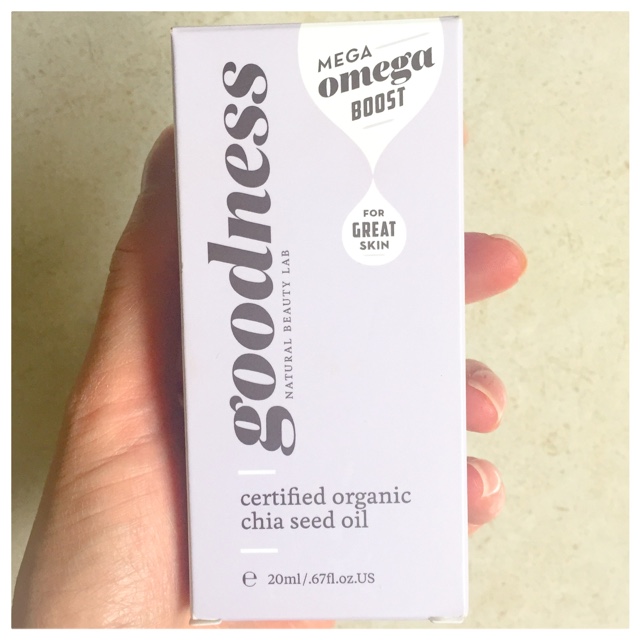 MEGA
omega
BOOST
FOR
GREAT
SKIN
goodness
NATURAL BEAUTY LAB
certified organic
chia seed oil
℮ 20ml/.67fl.oz.US